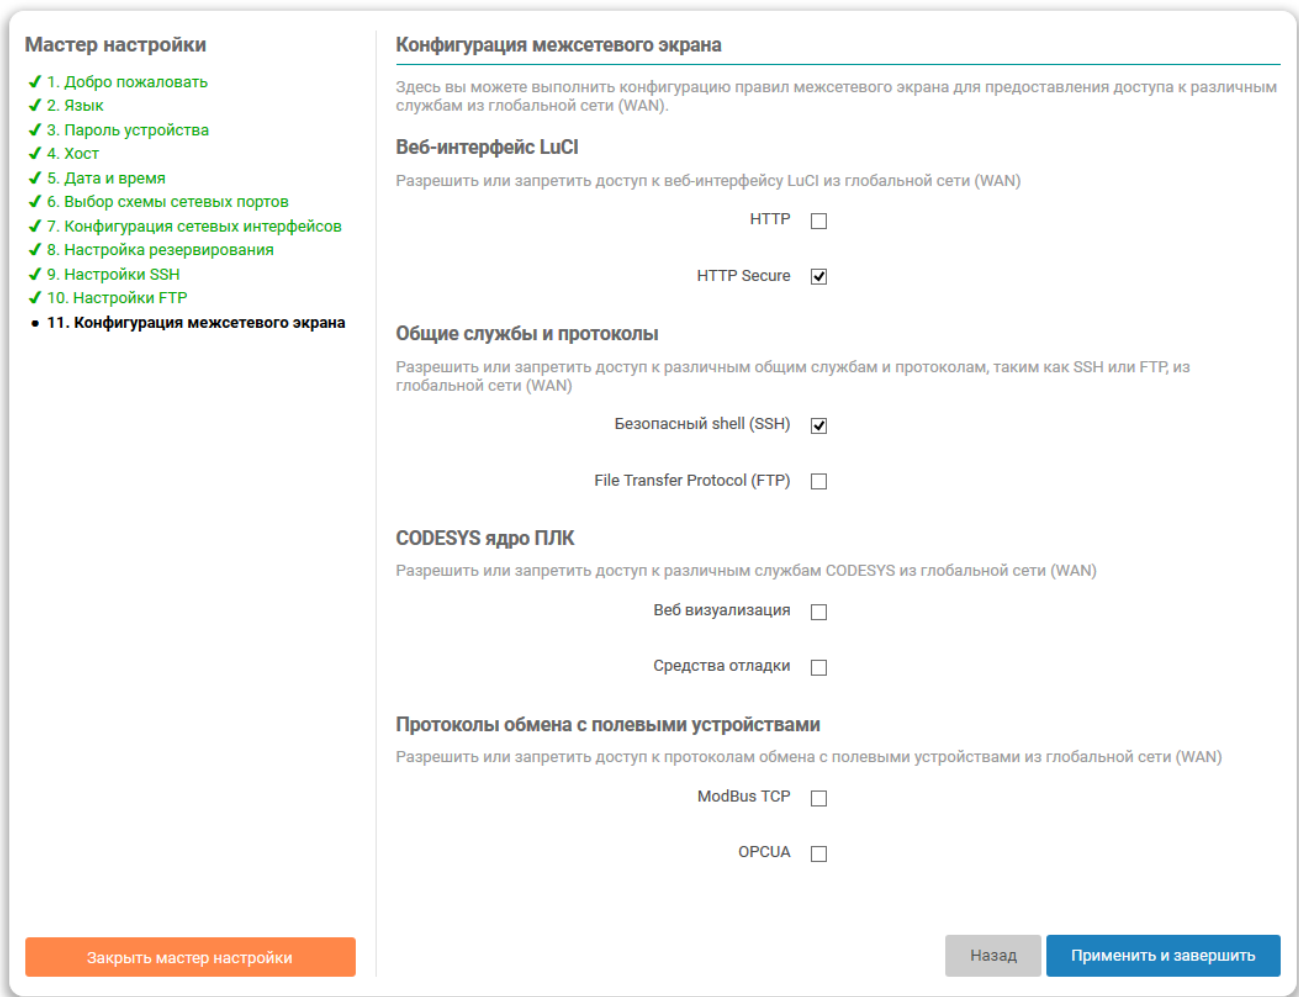 Мастер настройки
✔ 1. Добро пожаловать
✔ 2. Язык
✔ 3. Пароль устройства
✔ 4. Хост
✔ 5. Дата и время
✔ 6. Выбор схемы сетевых портов
✔ 7. Конфигурация сетевых интерфейсов
✔ 8. Настройка резервирования
✔ 9. Настройки SSH
✔ 10. Настройки FTP
• 11. Конфигурация межсетевого экрана
Закрыть мастер настройки
Конфигурация межсетевого экрана
Здесь вы можете выполнить конфигурацию правил межсетевого экрана для предоставления доступа к различным
службам из глобальной сети (WAN).
Веб-интерфейс LuCI
Разрешить или запретить доступ к веб-интерфейсу LuCI из глобальной сети (WAN)
HTTP
HTTP Secure
Общие службы и протоколы
Разрешить или запретить доступ к различным общим службам и протоколам, таким как SSH или FTP, из
глобальной сети (WAN)
Безопасный shell (SSH)
File Transfer Protocol (FTP)
CODESYS ядро ПЛК
Разрешить или запретить доступ к различным службам CODESYS из глобальной сети (WAN)
Веб визуализация
Средства отладки
Протоколы обмена с полевыми устройствами
Разрешить или запретить доступ к протоколам обмена с полевыми устройствами из глобальной сети (WAN)
ModBus TCP
OPCUA
Назад
Применить и завершить